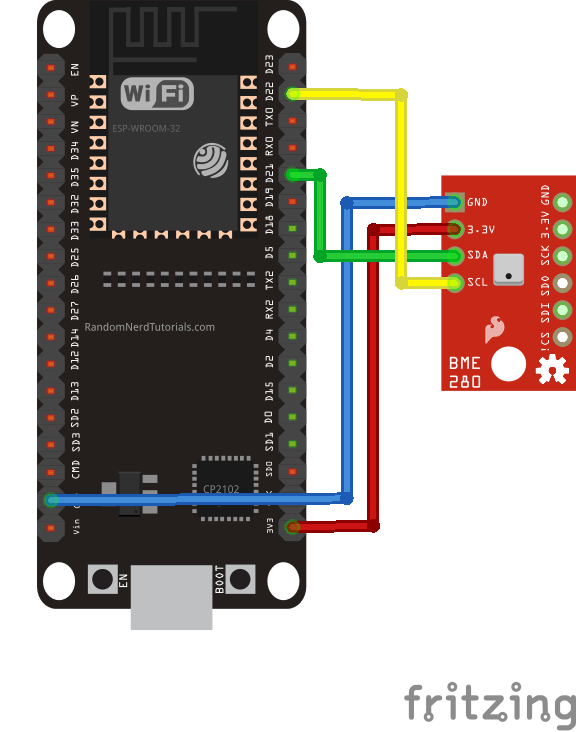 EN
VP
VN
D34
D35
D32
D33
D25
D26
D27
D14
D12
D13
SD2
SD3
CMD
Vin
D23
D22
TX0
RX0
D21
D19
D18
D5
TX2
RX2
D4
D2
D15
D0
SD1
SD0
3V3
WiFi
ESP-WROOM-32
RandomNerdTutorials.com
CP2102
EN
BOOT
GND
3.3V
SDA
SCL
GND
3.3V
SCK
SDO
SDI
!CS
BME
280
fritzing